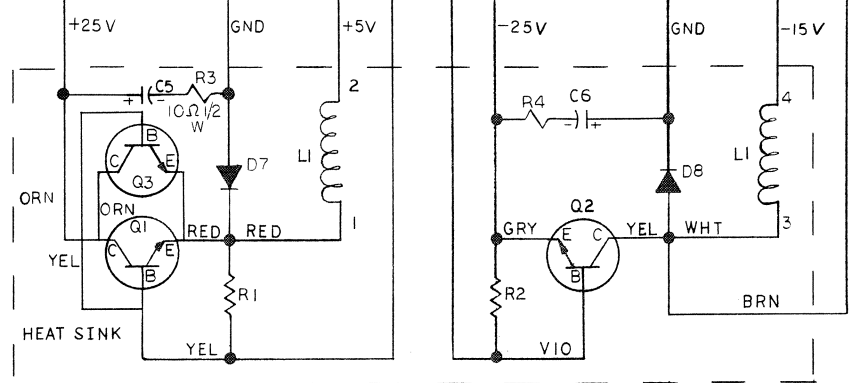 +25V GND +5V -25V GND -15V
C5 R3 2
+ -
10Ω 1/2
W
R4 C6 4
- +
B
C E
Q3
D7 L1 D8 L1
ORN
ORN
Q1 RED RED 1
C E
B
YEL
GRY Q2 YEL WHT 3
E C
B
R1 R2
BRN
HEAT SINK
YEL VIO